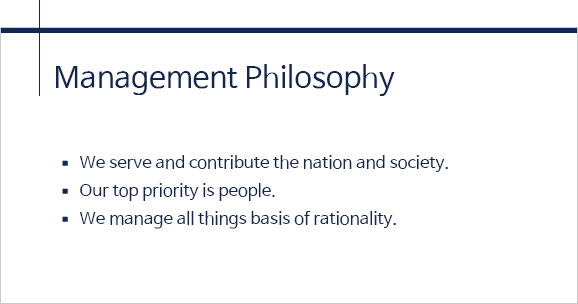 Management Philosophy
▪ We serve and contribute the nation and society.
▪ Our top priority is people.
▪ We manage all things basis of rationality.